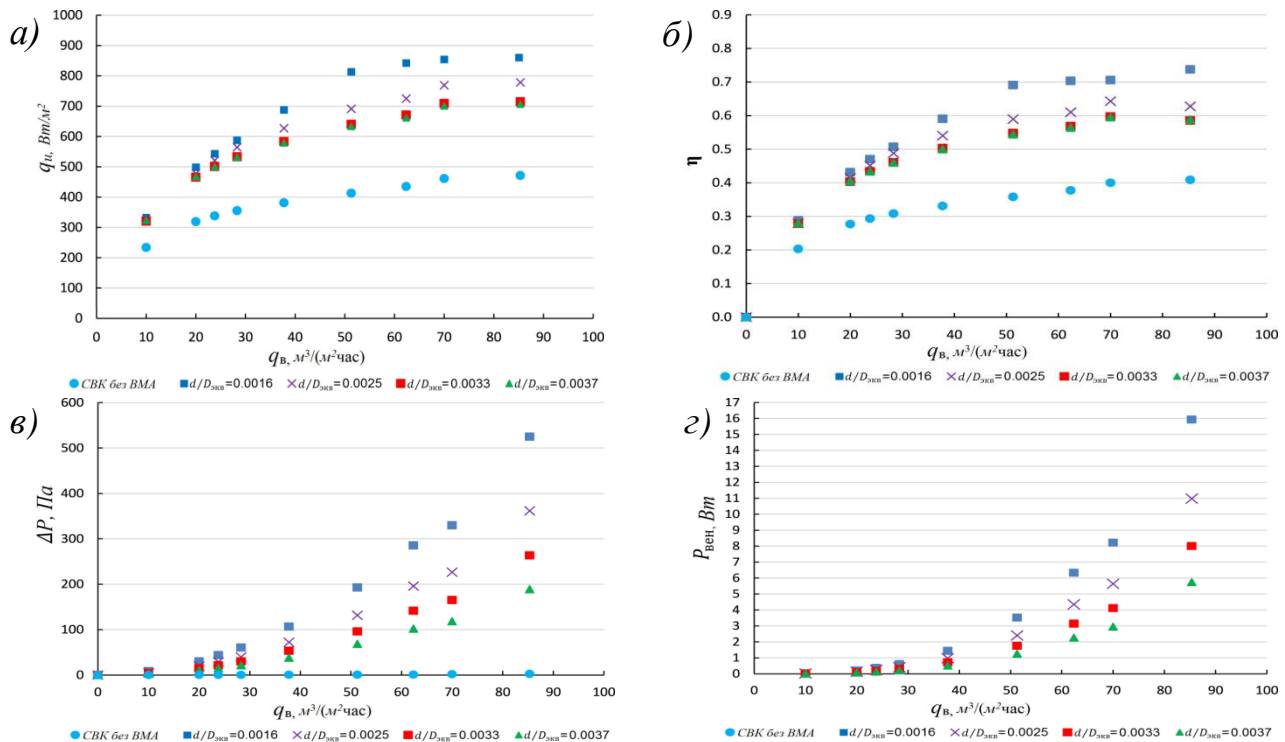 а)
1000
900
800
700
600
500
400
300
200
100
0
qu, Вт/м²
0 10 20 30 40 50 60 70 80 90 100
qв, м³/(м²час)
СВК без ВМА d/Dэкв=0.0016 d/Dэкв=0.0025 d/Dэкв=0.0033 d/Dэкв=0.0037
б)
0.9
0.8
0.7
0.6
0.5
0.4
0.3
0.2
0.1
0.0
η
0 10 20 30 40 50 60 70 80 90 100
qв, м³/(м²час)
СВК без ВМА d/Dэкв=0.0016 d/Dэкв=0.0025 d/Dэкв=0.0033 d/Dэкв=0.0037
в)
600
500
400
300
200
100
0
ΔP, Па
0 10 20 30 40 50 60 70 80 90 100
qв, м³/(м²час)
СВК без ВМА d/Dэкв=0.0016 d/Dэкв=0.0025 d/Dэкв=0.0033 d/Dэкв=0.0037
г)
17
16
15
14
13
12
11
10
9
8
7
6
5
4
3
2
1
0
Pвен, Вт
0 10 20 30 40 50 60 70 80 90 100
qв, м³/(м²час)
СВК без ВМА d/Dэкв=0.0016 d/Dэкв=0.0025 d/Dэкв=0.0033 d/Dэкв=0.0037